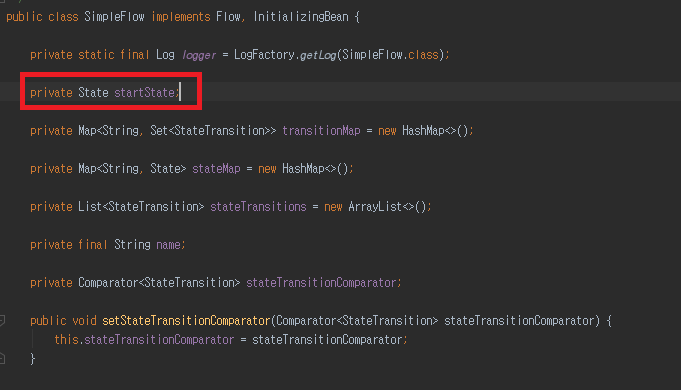 public class SimpleFlow implements Flow, InitializingBean {
private static final Log logger = LogFactory.getLog(SimpleFlow.class);
private State startState;
private Map<String, Set<StateTransition>> transitionMap = new HashMap<>();
private Map<String, State> stateMap = new HashMap<>();
private List<StateTransition> stateTransitions = new ArrayList<>();
private final String name;
private Comparator<StateTransition> stateTransitionComparator;
public void setStateTransitionComparator(Comparator<StateTransition> stateTransitionComparator) {
this.stateTransitionComparator = stateTransitionComparator;
}